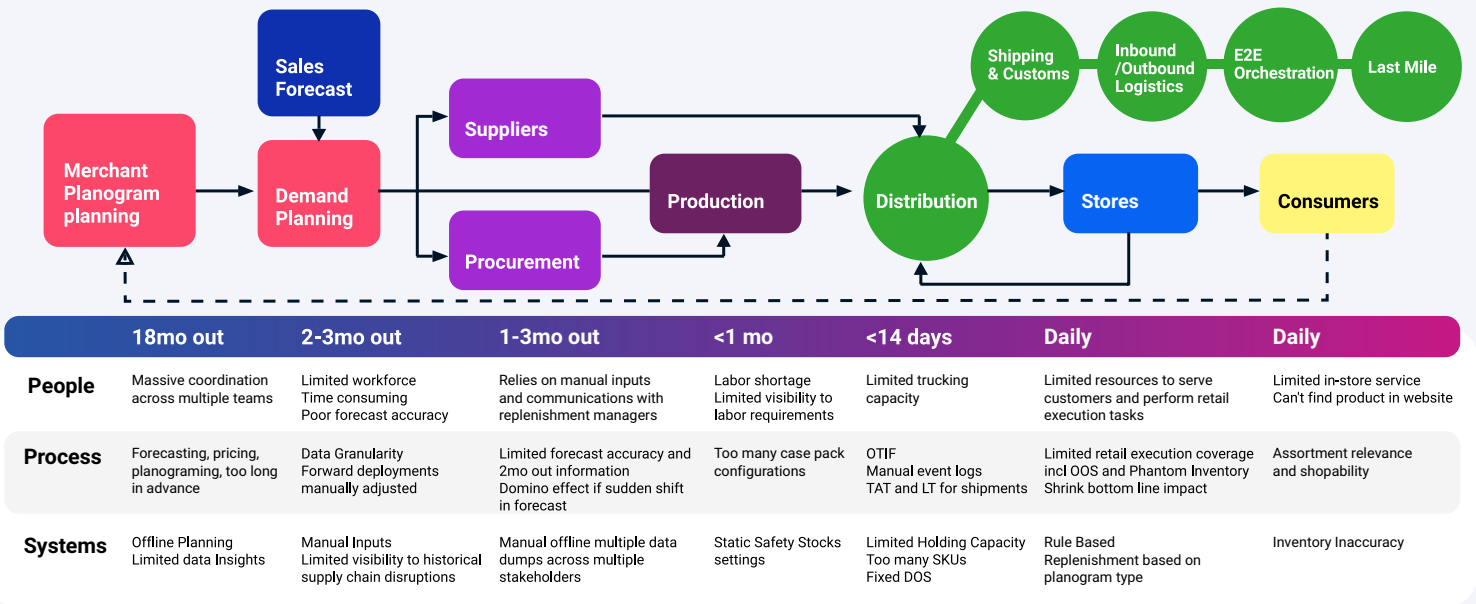 Sales
Forecast
Shipping
& Customs
Inbound
/Outbound
Logistics
E2E
Orchestration
Last Mile
Merchant
Planogram
planning
Demand
Planning
Suppliers
Procurement
Production
Distribution
Stores
Consumers
18mo out
2-3mo out
1-3mo out
<1 mo
<14 days
Daily
Daily
People
Massive coordination
across multiple teams
Limited workforce
Time consuming
Poor forecast accuracy
Relies on manual inputs
and communications with
replenishment managers
Labor shortage
Limited visibility to
labor requirements
Limited trucking
capacity
Limited resources to serve
customers and perform retail
execution tasks
Limited in-store service
Can't find product in website
Process
Forecasting, pricing,
planograming, too long
in advance
Data Granularity
Forward deployments
manually adjusted
Limited forecast accuracy and
2mo out information
Domino effect if sudden shift
in forecast
Too many case pack
configurations
OTIF
Manual event logs
TAT and LT for shipments
Limited retail execution coverage
incl OOS and Phantom Inventory
Shrink bottom line impact
Assortment relevance
and shopability
Systems
Offline Planning
Limited data Insights
Manual Inputs
Limited visibility to historical
supply chain disruptions
Manual offline multiple data
dumps across multiple
stakeholders
Static Safety Stocks
settings
Limited Holding Capacity
Too many SKUs
Fixed DOS
Rule Based
Replenishment based on
planogram type
Inventory Inaccuracy